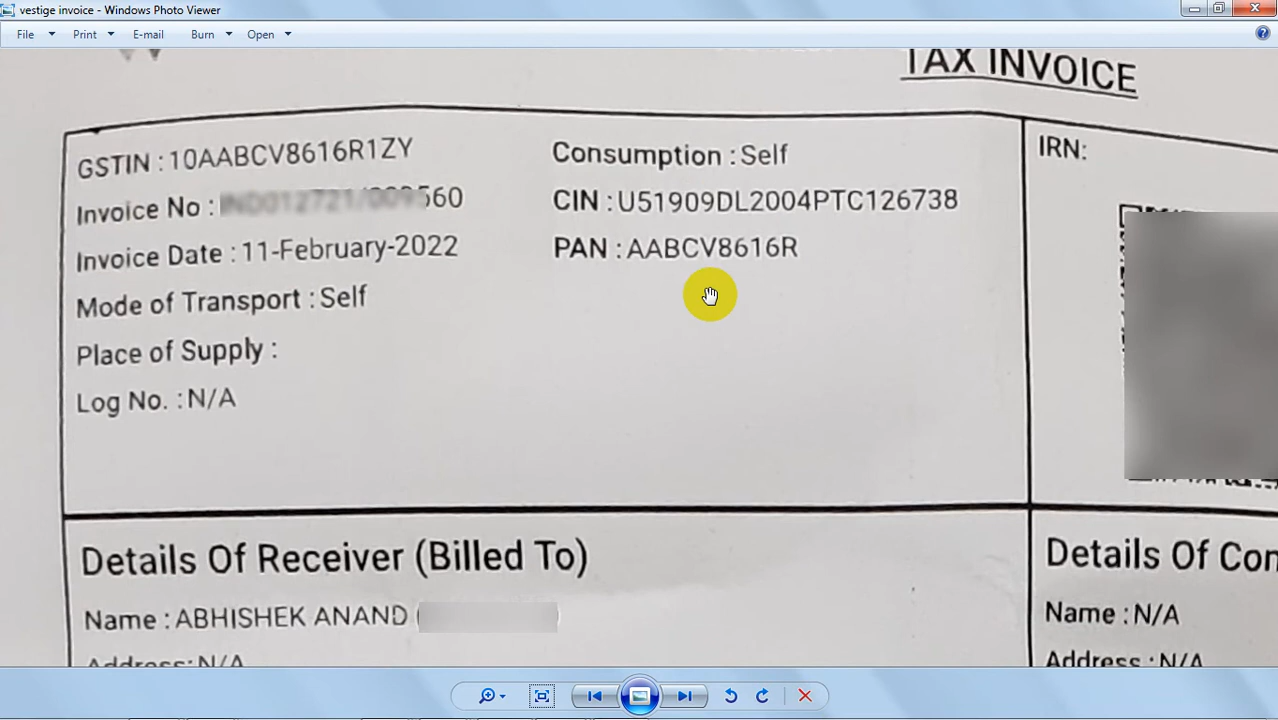 vestige invoice - Windows Photo Viewer
File Print E-mail Burn Open
TAX INVOICE
GSTIN : 10AABCV8616R1ZY
Invoice No : 560
Invoice Date : 11-February-2022
Mode of Transport : Self
Place of Supply :
Log No. : N/A
Consumption : Self
CIN : U51909DL2004PTC126738
PAN : AABCV8616R
IRN:
Details Of Receiver (Billed To)
Name : ABHISHEK ANAND (
Address: N/A
Details Of Con
Name : N/A
Address : N/A